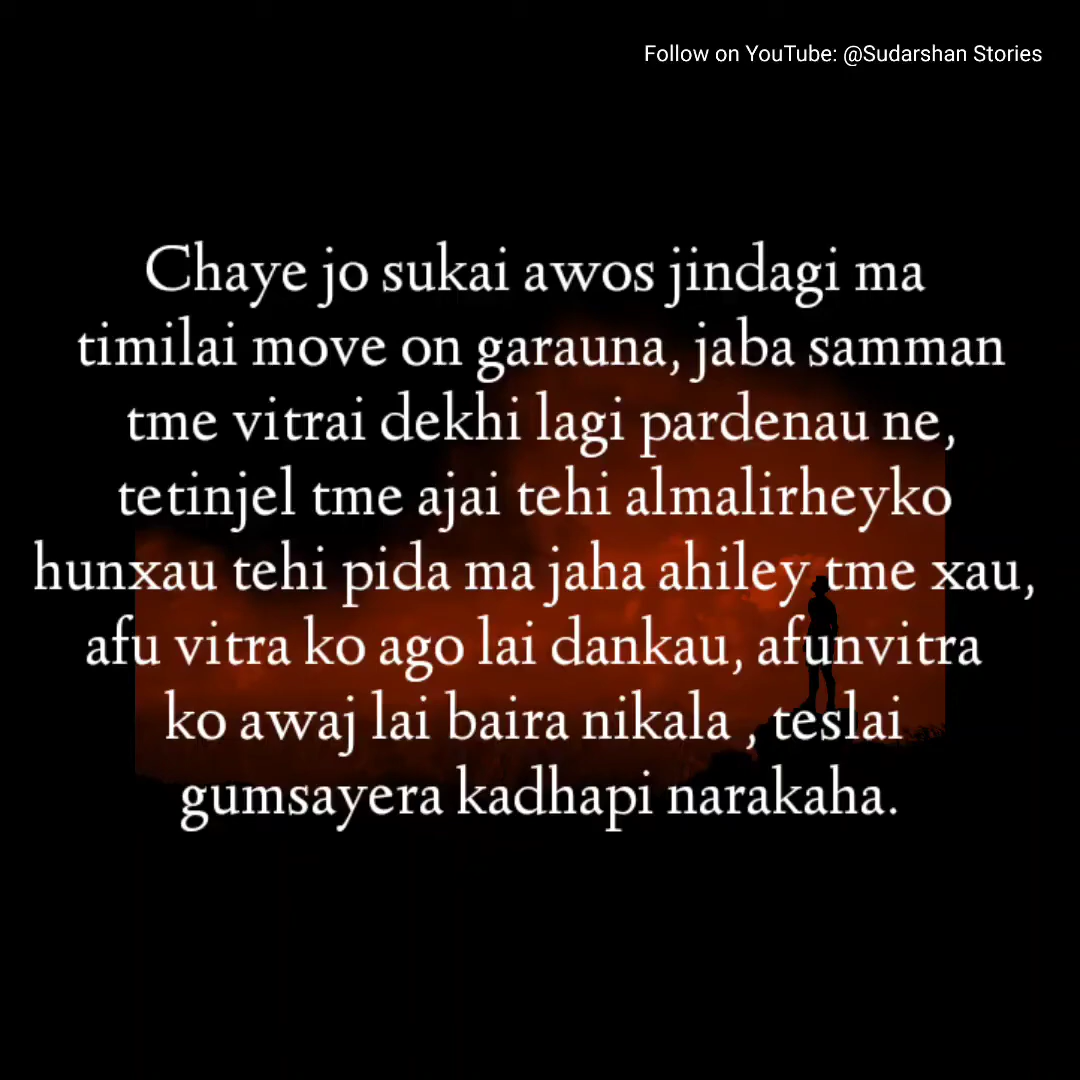 Follow on YouTube: @Sudarshan Stories
Chaye jo sukai awos jindagi ma
timilai move on garauna, jaba samman
tme vitrai dekhi lagi pardenau ne,
tetinjel tme ajai tehi almalirheyko
hunxau tehi pida ma jaha ahiley tme xau,
afu vitra ko ago lai dankau, afunvitra
ko awaj lai baira nikala , teslai
gumsayera kadhapi narakaha.